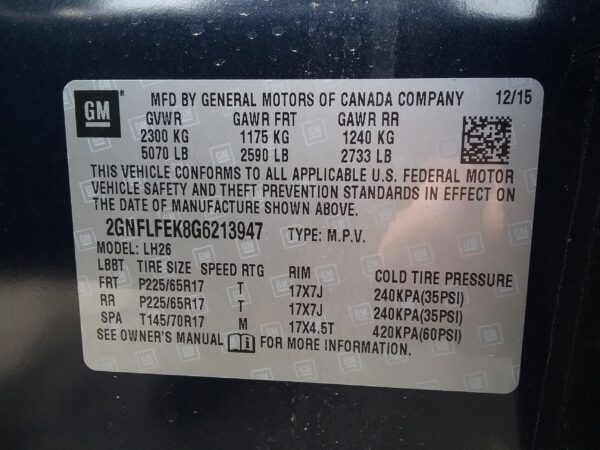 GM ® MFD BY GENERAL MOTORS OF CANADA COMPANY 12/15
GVWR GAWR FRT GAWR RR
2300 KG 1175 KG 1240 KG
5070 LB 2590 LB 2733 LB
THIS VEHICLE CONFORMS TO ALL APPLICABLE U.S. FEDERAL MOTOR
VEHICLE SAFETY AND THEFT PREVENTION STANDARDS IN EFFECT ON
THE DATE OF MANUFACTURE SHOWN ABOVE.
2GNFLFEK8G6213947 TYPE: M.P.V.
MODEL: LH26
LBBT TIRE SIZE SPEED RTG RIM COLD TIRE PRESSURE
FRT P225/65R17 T 17X7J 240KPA(35PSI)
RR P225/65R17 T 17X7J 240KPA(35PSI)
SPA T145/70R17 M 17X4.5T 420KPA(60PSI)
SEE OWNER'S MANUAL FOR MORE INFORMATION.